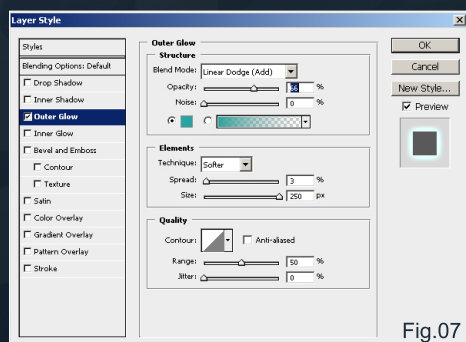 Layer Style
Styles
Blending Options: Default
Drop Shadow
Inner Shadow
Outer Glow
Inner Glow
Bevel and Emboss
Contour
Texture
Satin
Color Overlay
Gradient Overlay
Pattern Overlay
Stroke
Outer Glow
Structure
Blend Mode: Linear Dodge (Add)
Opacity: %
Noise: 0 %
Elements
Technique: Softer
Spread: 3 %
Size: 250 px
Quality
Contour: Anti-aliased
Range: 50 %
Jitter: 0 %
OK
Cancel
New Style...
Preview
Fig.07